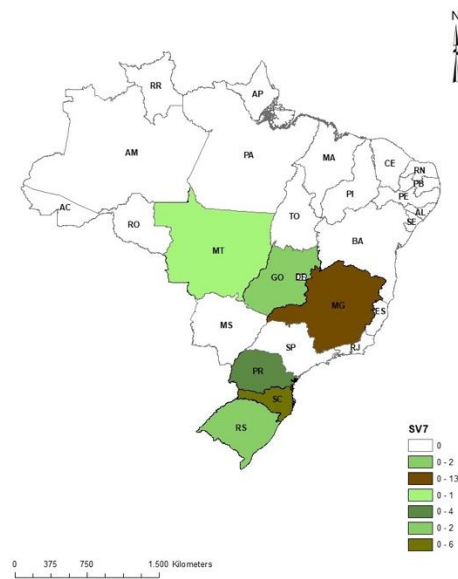 N
RR
AP
AM
PA
MA
CE
RN
PB
PE
PI
AL
SE
AC
RO
TO
BA
MT
GO
DF
MG
ES
MS
SP
RJ
PR
SC
RS
SV7
0
0 - 2
0 - 13
0 - 1
0 - 4
0 - 2
0 - 6
0 375 750 1.500 Kilometers